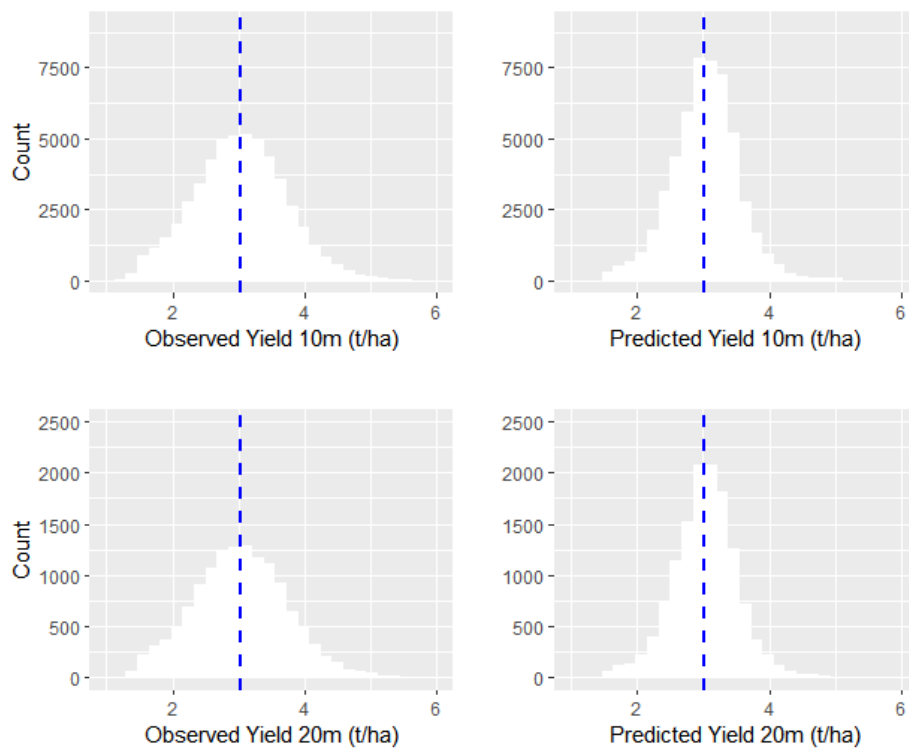 7500
5000
2500
0
Count
2 4 6
Observed Yield 10m (t/ha)
7500
5000
2500
0
2 4 6
Predicted Yield 10m (t/ha)
2500
2000
1500
1000
500
0
Count
2 4 6
Observed Yield 20m (t/ha)
2500
2000
1500
1000
500
0
2 4 6
Predicted Yield 20m (t/ha)